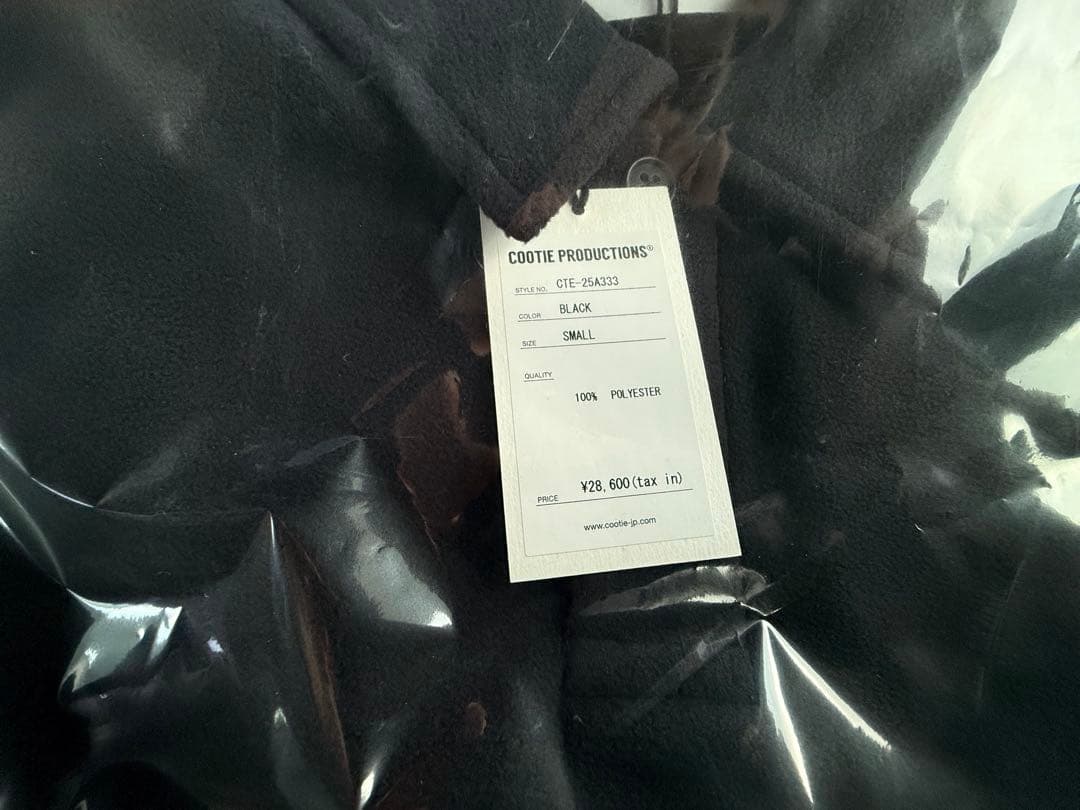 COOTIE PRODUCTIONS®
STYLE NO. CTE-25A333
COLOR BLACK
SIZE SMALL
QUALITY
100% POLYESTER
PRICE ¥28,600(tax in)
www.cootie-jp.com